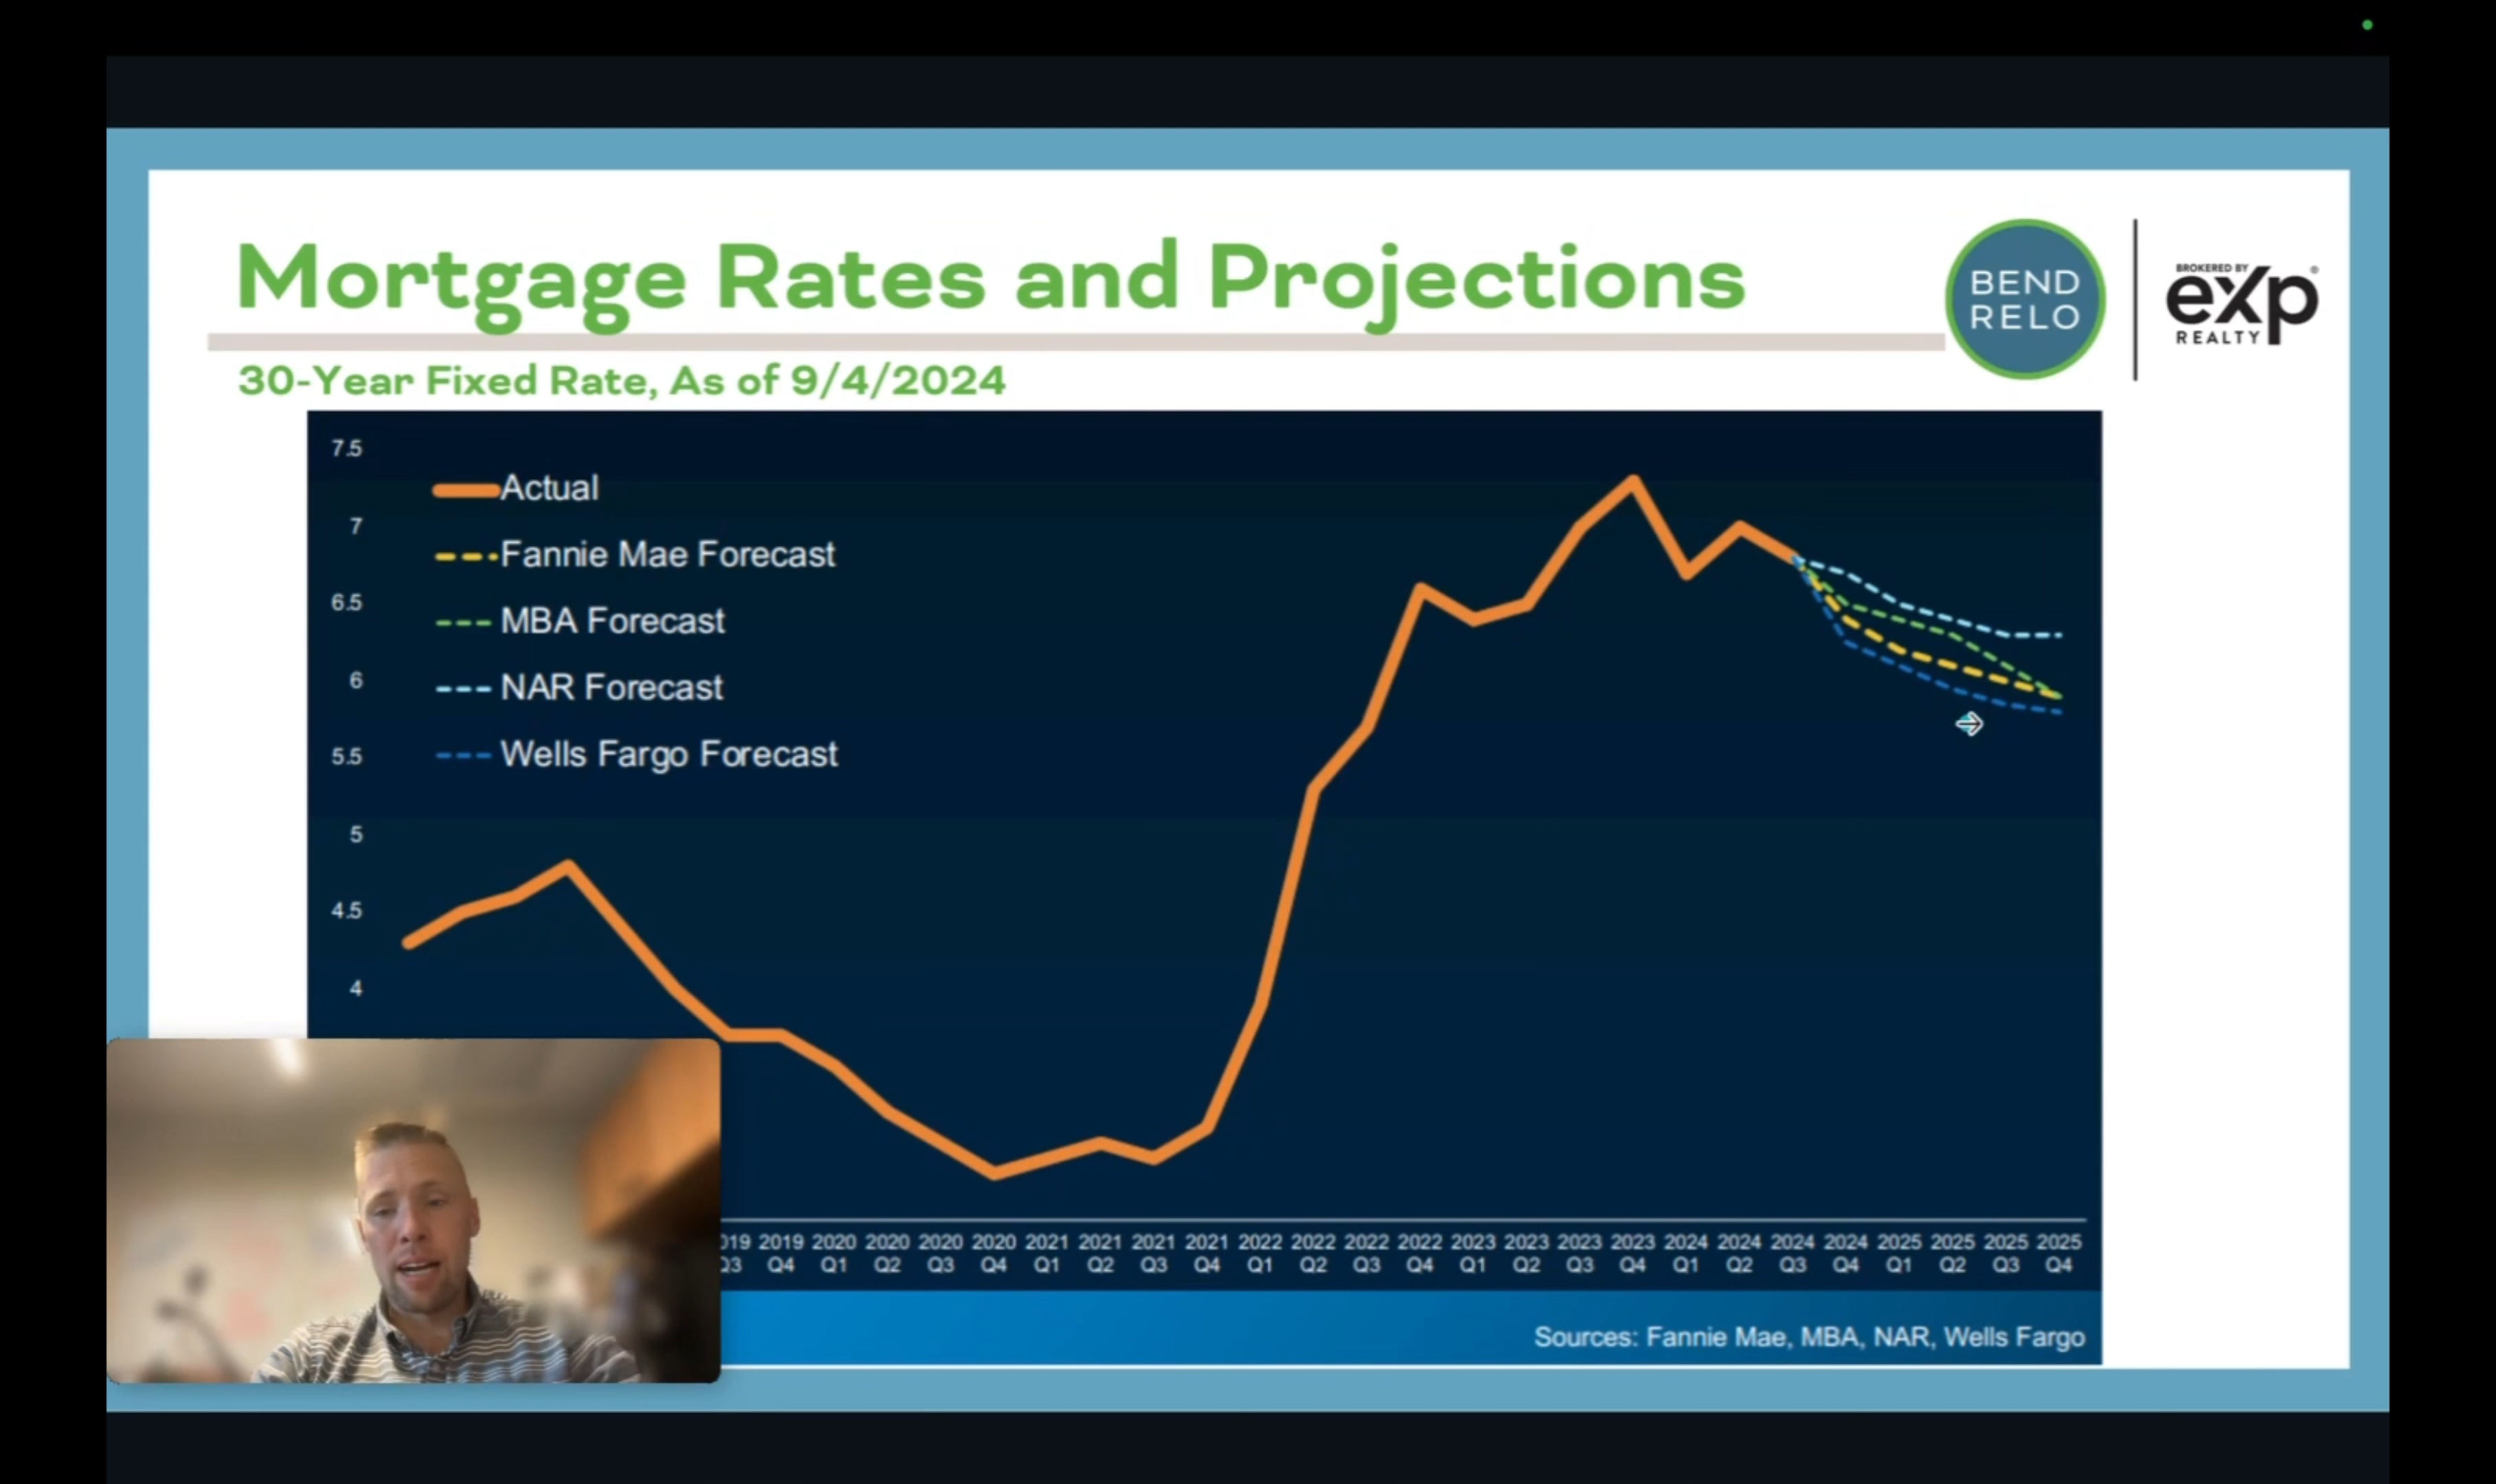 Mortgage Rates and Projections
BEND
RELO
BROKERED BY
eXp®
REALTY
30-Year Fixed Rate, As of 9/4/2024
7.5
7
6.5
6
5.5
5
4.5
4
Actual
Fannie Mae Forecast
MBA Forecast
NAR Forecast
Wells Fargo Forecast
2019 2020 2020 2020 2020 2021 2021 2021 2021 2022 2022 2022 2022 2023 2023 2023 2023 2024 2024 2024 2024 2025 2025 2025 2025
Q4 Q1 Q2 Q3 Q4 Q1 Q2 Q3 Q4 Q1 Q2 Q3 Q4 Q1 Q2 Q3 Q4 Q1 Q2 Q3 Q4 Q1 Q2 Q3 Q4
Sources: Fannie Mae, MBA, NAR, Wells Fargo